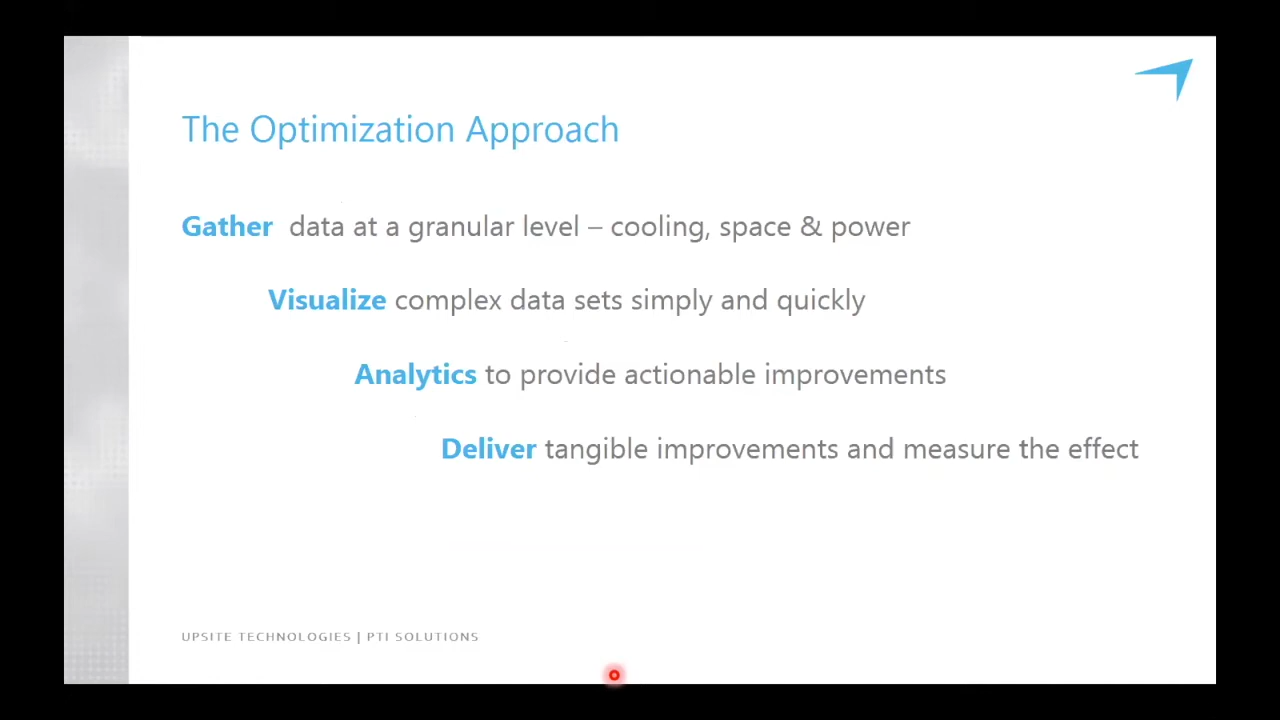 The Optimization Approach
Gather data at a granular level – cooling, space & power
Visualize complex data sets simply and quickly
Analytics to provide actionable improvements
Deliver tangible improvements and measure the effect
UPSITE TECHNOLOGIES | PTI SOLUTIONS